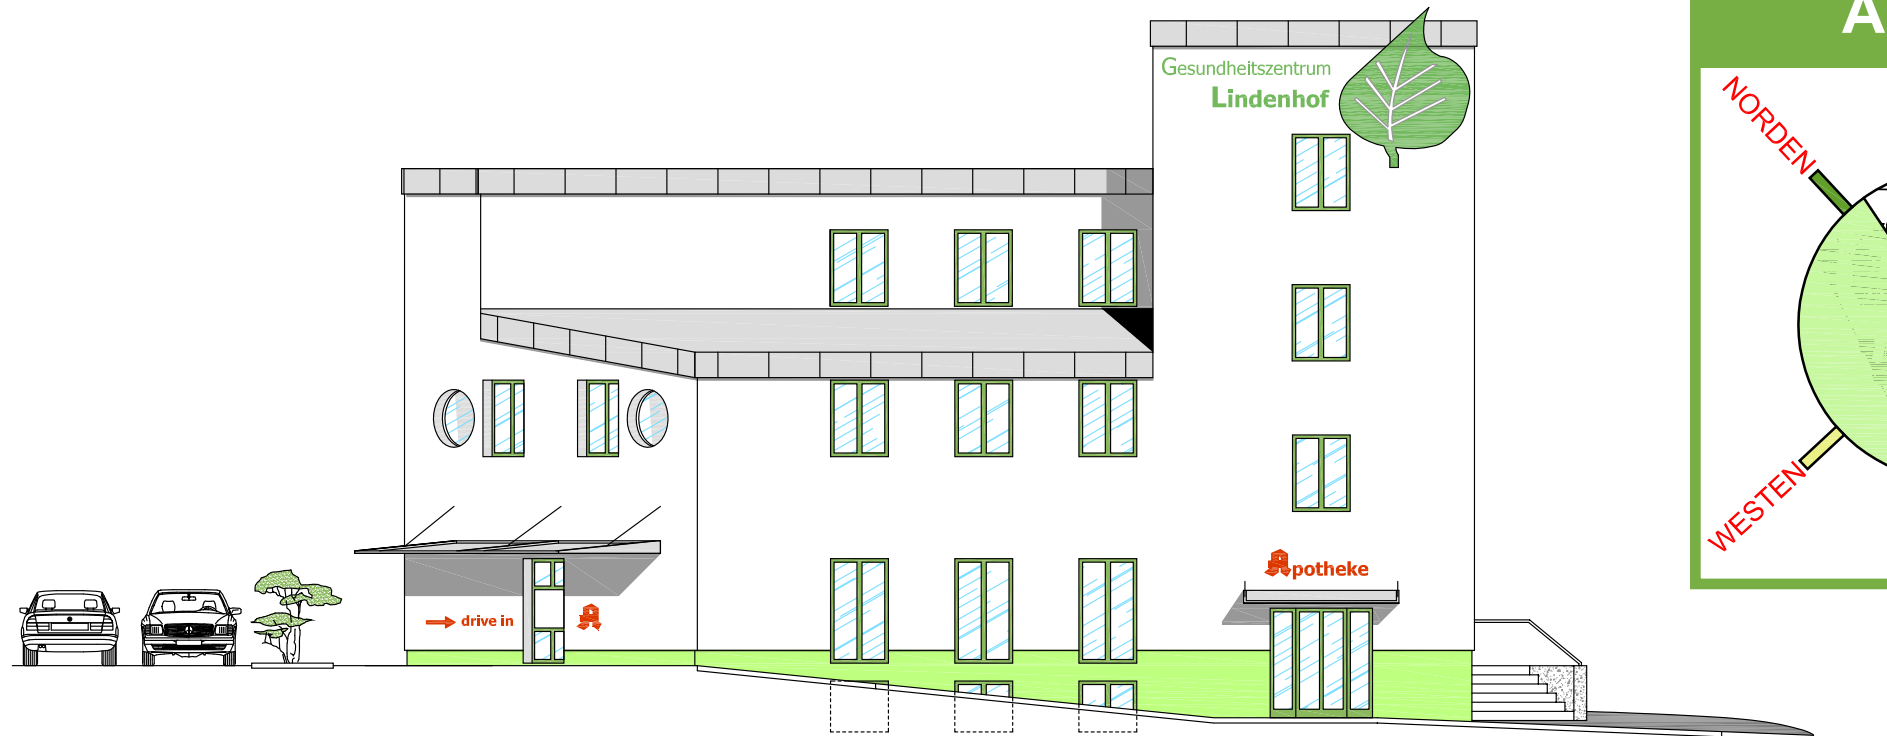 Gesundheitszentrum
Lindenhof
A
NORDEN
WESTEN
potheke
drive in